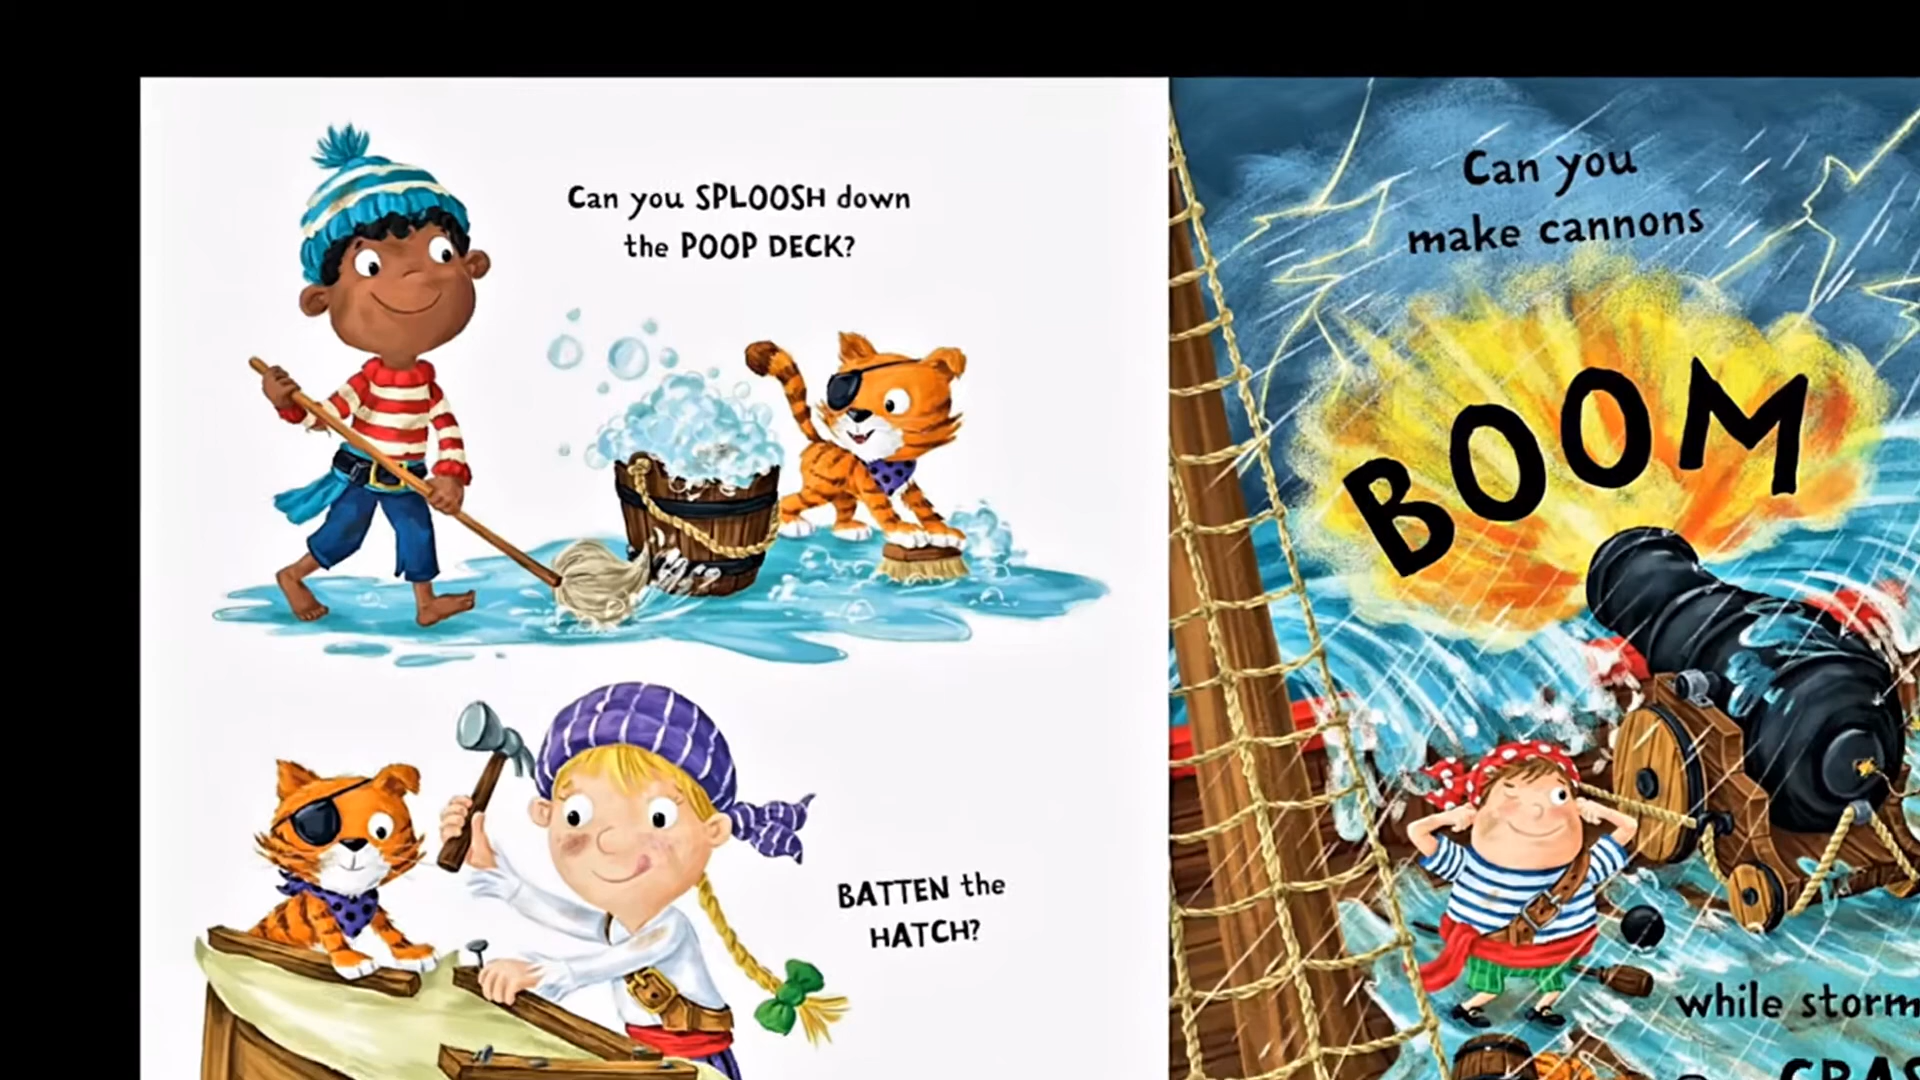 Can you SPLOOSH down
the POOP DECK?
BATTEN the
HATCH?
Can you
make cannons
BOOM
while storm